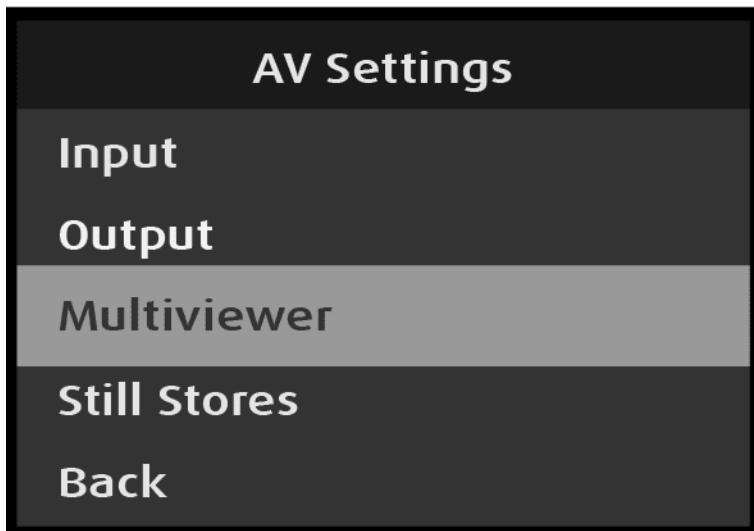 AV Settings
Input
Output
Multiviewer
Still Stores
Back